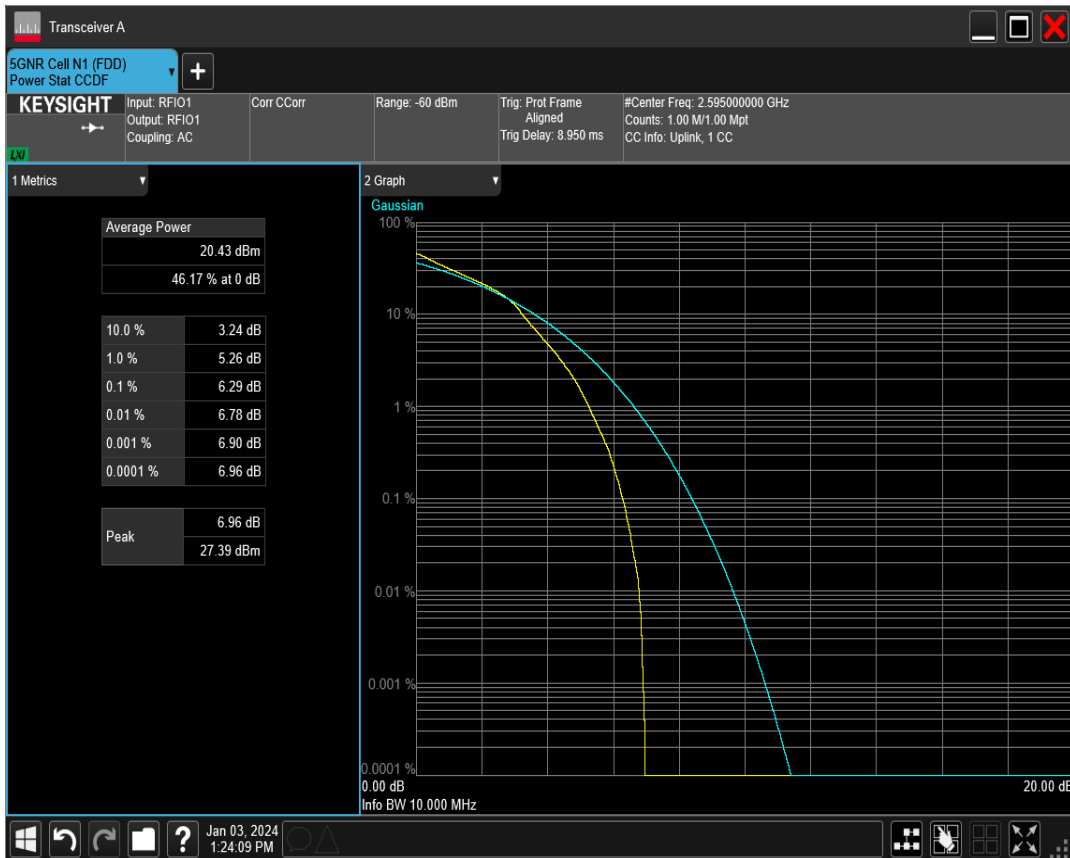 Transceiver A
5GNR Cell N1 (FDD)
Power Stat CCDF
+
KEYSIGHT
LXI
Input: RFIO1
Output: RFIO1
Coupling: AC
Corr CCorr
Range: -60 dBm
Trig: Prot Frame
Aligned
Trig Delay: 8.950 ms
#Center Freq: 2.595000000 GHz
Counts: 1.00 M/1.00 Mpt
CC Info: Uplink, 1 CC
1 Metrics
Average Power
20.43 dBm
46.17 % at 0 dB
10.0 % 3.24 dB
1.0 % 5.26 dB
0.1 % 6.29 dB
0.01 % 6.78 dB
0.001 % 6.90 dB
0.0001 % 6.96 dB
Peak
6.96 dB
27.39 dBm
2 Graph
Gaussian
100 %
10 %
1 %
0.1 %
0.01 %
0.001 %
0.0001 %
0.00 dB 20.00 dB
Info BW 10.000 MHz
?
Jan 03, 2024
1:24:09 PM